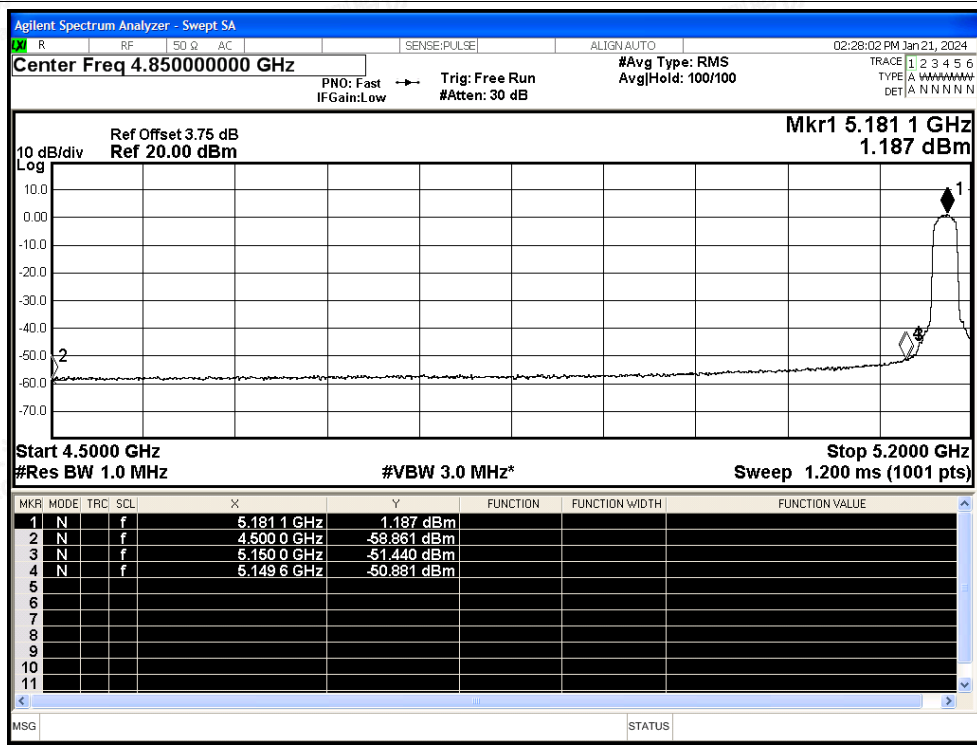 Agilent Spectrum Analyzer - Swept SA
LXI R RF 50 Ω AC SENSE:PULSE ALIGN AUTO 02:28:02 PM Jan 21, 2024
Center Freq 4.850000000 GHz
PNO: Fast
IFGain:Low
Trig: Free Run
#Atten: 30 dB
#Avg Type: RMS
Avg|Hold: 100/100
TRACE 1 2 3 4 5 6
TYPE A WWWWW
DET A N N N N N
Mkr1 5.181 1 GHz
1.187 dBm
Ref Offset 3.75 dB
10 dB/div Ref 20.00 dBm
Log
10.0
0.00
-10.0
-20.0
-30.0
-40.0
-50.0
-60.0
-70.0
1
2
Start 4.5000 GHz Stop 5.2000 GHz
#Res BW 1.0 MHz #VBW 3.0 MHz* Sweep 1.200 ms (1001 pts)
MKR MODE TRC SCL X Y FUNCTION FUNCTION WIDTH FUNCTION VALUE
1 N f 5.181 1 GHz 1.187 dBm
2 N f 4.500 0 GHz -58.861 dBm
3 N f 5.150 0 GHz -51.440 dBm
4 N f 5.149 6 GHz -50.881 dBm
5
6
7
8
9
10
11
MSG STATUS